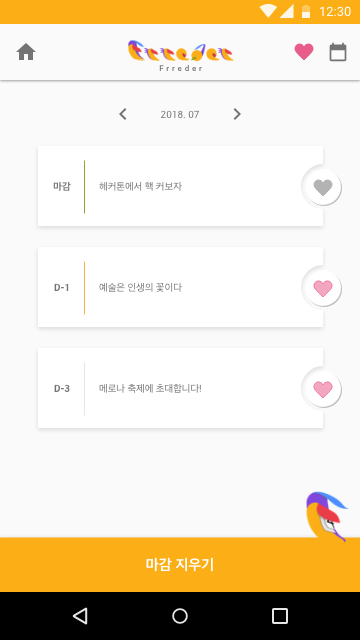 12:30
Frreder
Frreder
2018. 07
마감
헤커톤에서 핵 커보자
D-1
예술은 인생의 꽃이다
D-3
메로나 축제에 초대합니다!
마감 지우기